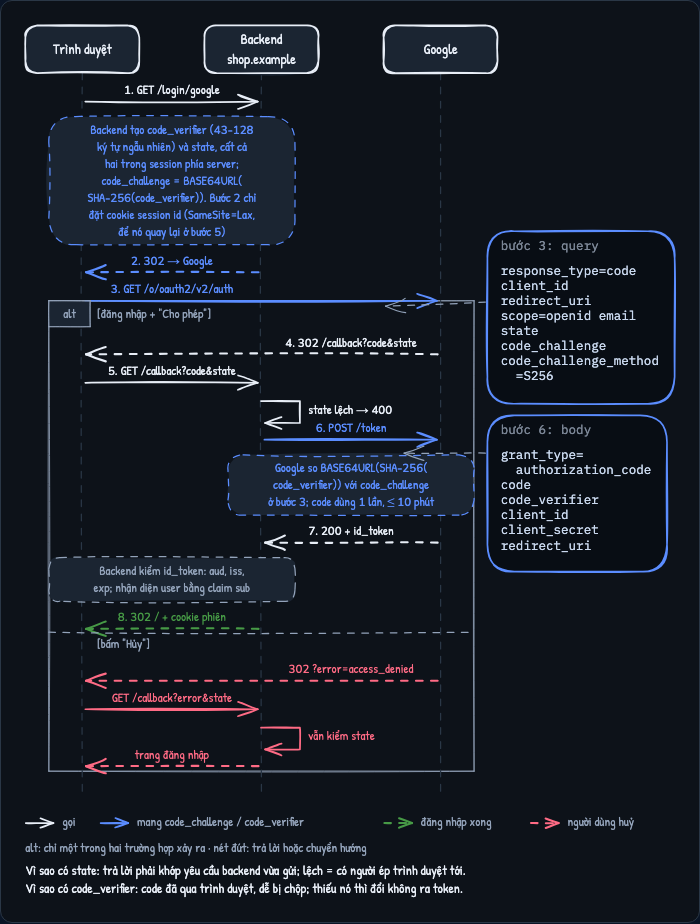 Trình duyệt
Backend
shop.example
Google
1. GET /login/google
Backend tạo code_verifier (43-128
ký tự ngẫu nhiên) và state, cất cả
hai trong session phía server;
code_challenge = BASE64URL(
SHA-256(code_verifier)). Bước 2 chỉ
đặt cookie session id (SameSite=Lax,
để nó quay lại ở bước 5)
2. 302 → Google
3. GET /o/oauth2/v2/auth
bước 3: query
response_type=code
client_id
redirect_uri
scope=openid email
state
code_challenge
code_challenge_method
=S256
alt
[đăng nhập + "Cho phép"]
4. 302 /callback?code&state
5. GET /callback?code&state
state lệch → 400
6. POST /token
bước 6: body
grant_type=
authorization_code
code
code_verifier
client_id
client_secret
redirect_uri
Google so BASE64URL(SHA-256(
code_verifier)) với code_challenge
ở bước 3; code dùng 1 lần, ≤ 10 phút
7. 200 + id_token
Backend kiểm id_token: aud, iss,
exp; nhận diện user bằng claim sub
8. 302 / + cookie phiên
[bấm "Hủy"]
302 ?error=access_denied
GET /callback?error&state
vẫn kiểm state
trang đăng nhập
gọi
mang code_challenge / code_verifier
đăng nhập xong
người dùng huỷ
alt: chỉ một trong hai trường hợp xảy ra · nét đứt: trả lời hoặc chuyển hướng
Vì sao có state: trả lời phải khớp yêu cầu backend vừa gửi; lệch = có người ép trình duyệt tới.
Vì sao có code_verifier: code đã qua trình duyệt, dễ bị chộp; thiếu nó thì đổi không ra token.